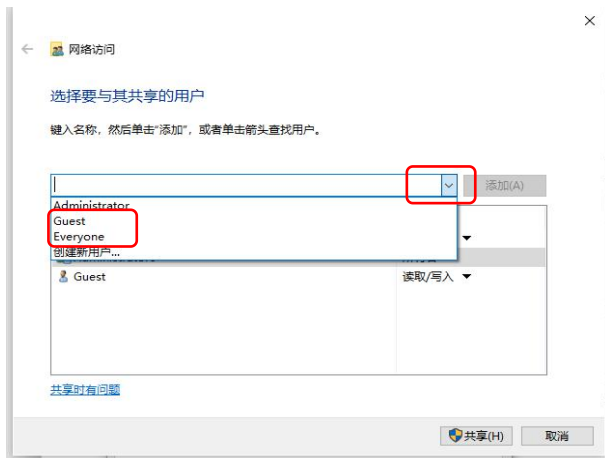 网络访问
选择要与其共享的用户
键入名称，然后单击"添加"，或者单击箭头查找用户。
添加(A)
Administrator
Guest
Everyone
创建新用户...
Guest 读取/写入
共享时有问题
共享(H) 取消